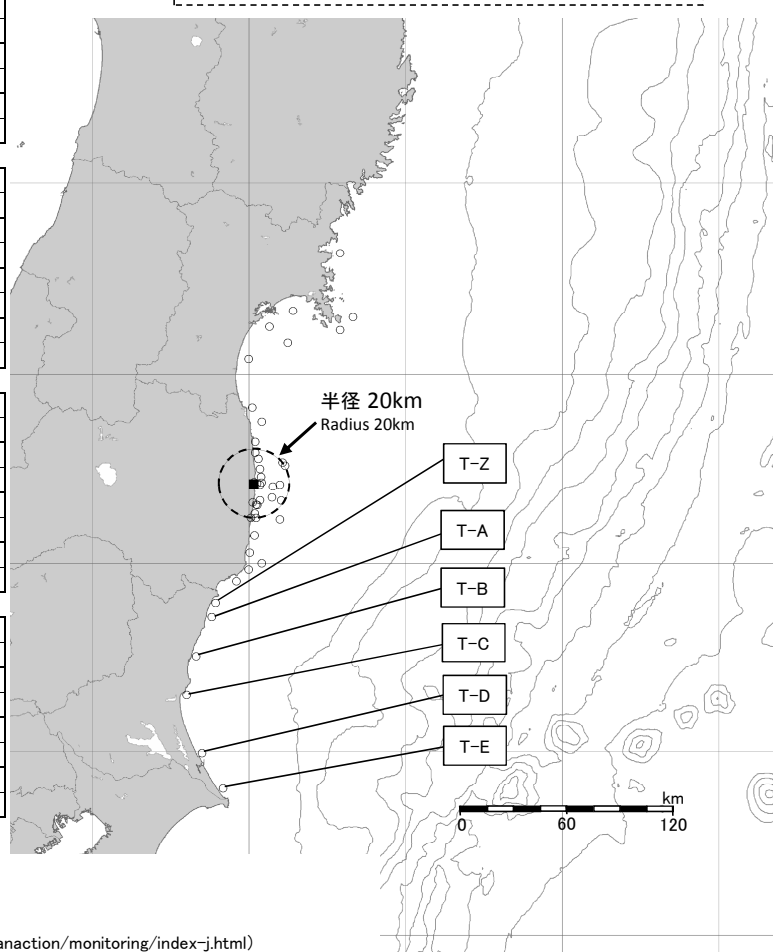 半径 20km
Radius 20km
T-Z
T-A
T-B
T-C
T-D
T-E
km
0 60 120
anaction/monitoring/index-j.html)